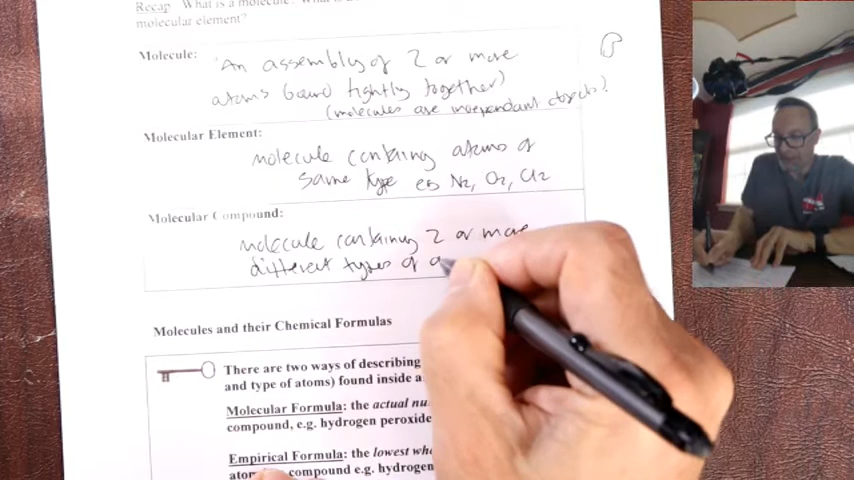 Recap What is a molecule? What is a
molecular element?
Molecule: An assembly of 2 or more
atoms bound tightly together)
(molecules are independant objects!
Molecular Element:
molecule containing atoms of
same type eg N2, O2, Cl2
Molecular Compound:
molecule containing 2 or more
different types of a
Molecules and their Chemical Formulas
There are two ways of describing
and type of atoms) found inside a
Molecular Formula: the actual nu
compound, e.g. hydrogen peroxide
Empirical Formula: the lowest who
compound e.g. hydrogen